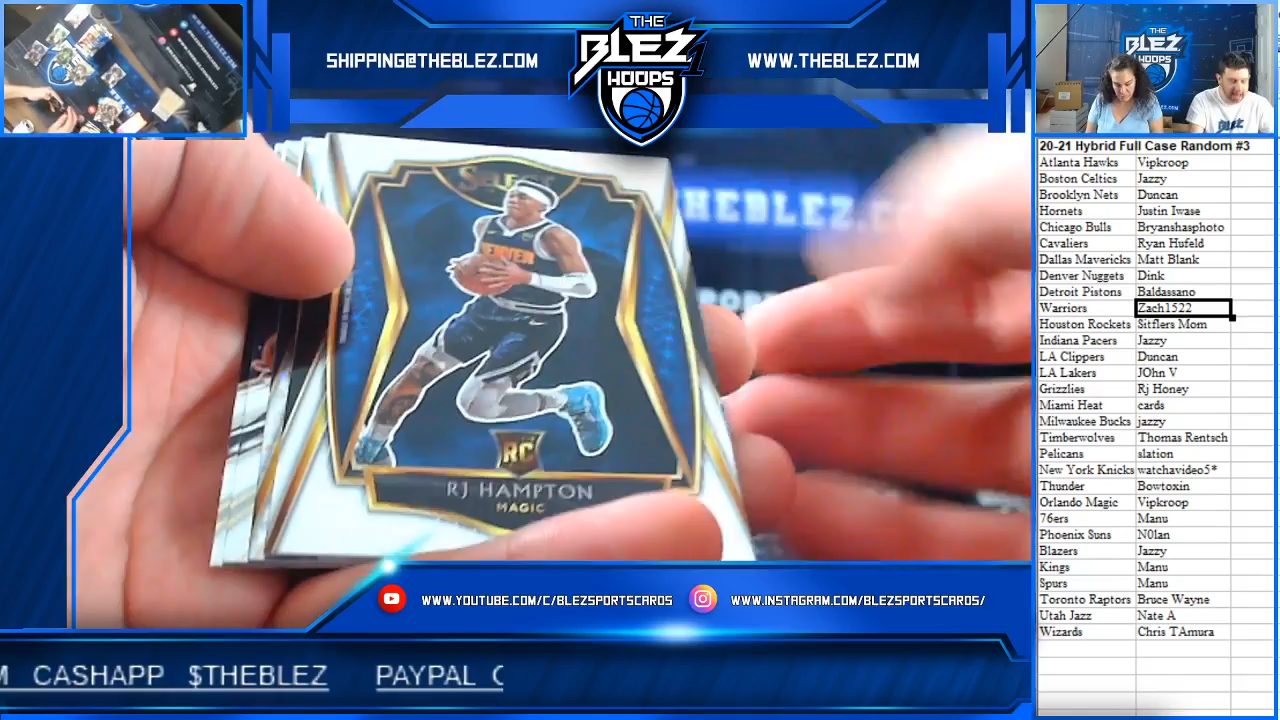 SHIPPING@THEBLEZ.COM
THE
BLEZ
HOOPS
WWW.THEBLEZ.COM
BLEZ
HOOPS
BLEZ
THEBLEZ.C
SELECT
DENVER
RC
RJ HAMPTON
MAGIC
20-21 Hybrid Full Case Random #3
Atlanta Hawks Vipkroop
Boston Celtics Jazzy
Brooklyn Nets Duncan
Hornets Justin Iwase
Chicago Bulls Bryanshasphoto
Cavaliers Ryan Hufeld
Dallas Mavericks Matt Blank
Denver Nuggets Dink
Detroit Pistons Baldassano
Warriors Zach1522
Houston Rockets Sitflers Mom
Indiana Pacers Jazzy
LA Clippers Duncan
LA Lakers JOhn V
Grizzlies Rj Honey
Miami Heat cards
Milwaukee Bucks jazzy
Timberwolves Thomas Rentsch
Pelicans slation
New York Knicks watchavideo5*
Thunder Bowtoxin
Orlando Magic Vipkroop
76ers Manu
Phoenix Suns N0lan
Blazers Jazzy
Kings Manu
Spurs Manu
Toronto Raptors Bruce Wayne
Utah Jazz Nate A
Wizards Chris TAmura
WWW.YOUTUBE.COM/C/BLEZSPORTSCARDS
WWW.INSTAGRAM.COM/BLEZSPORTSCARDS/
M CASHAPP $THEBLEZ PAYPAL